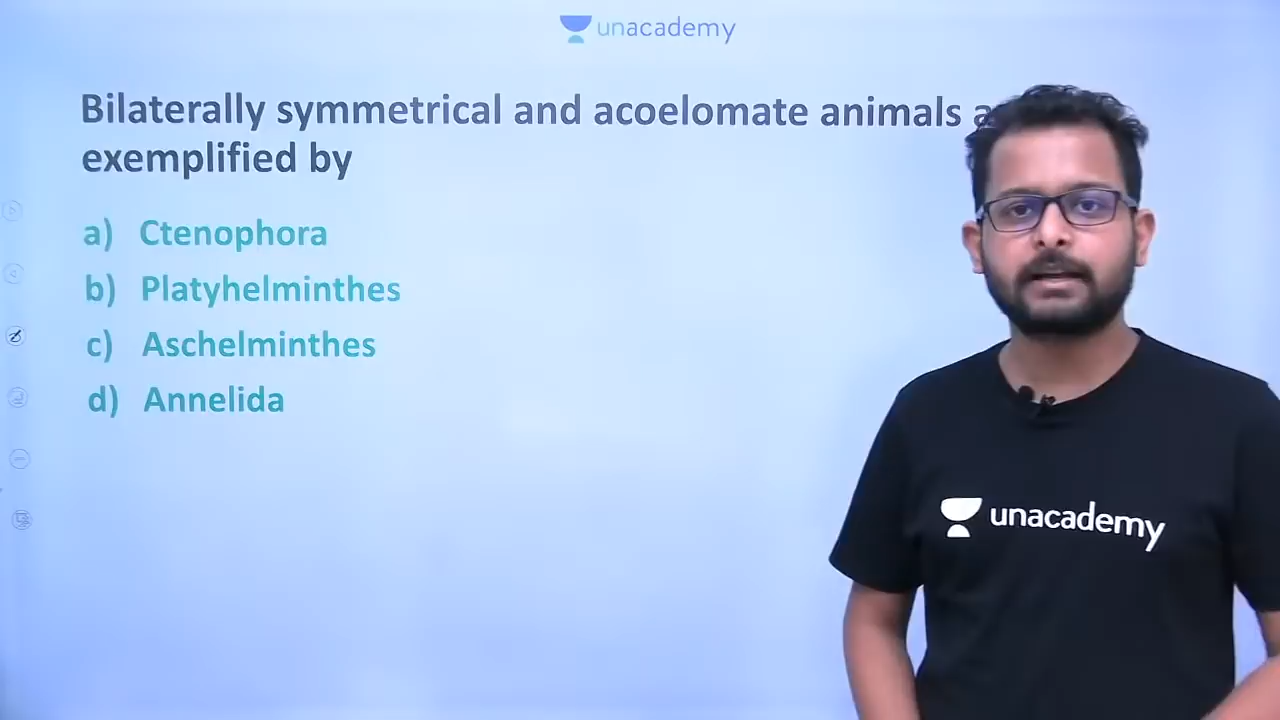 unacademy
Bilaterally symmetrical and acoelomate animals
exemplified by
a) Ctenophora
b) Platyhelminthes
c) Aschelminthes
d) Annelida
unacademy